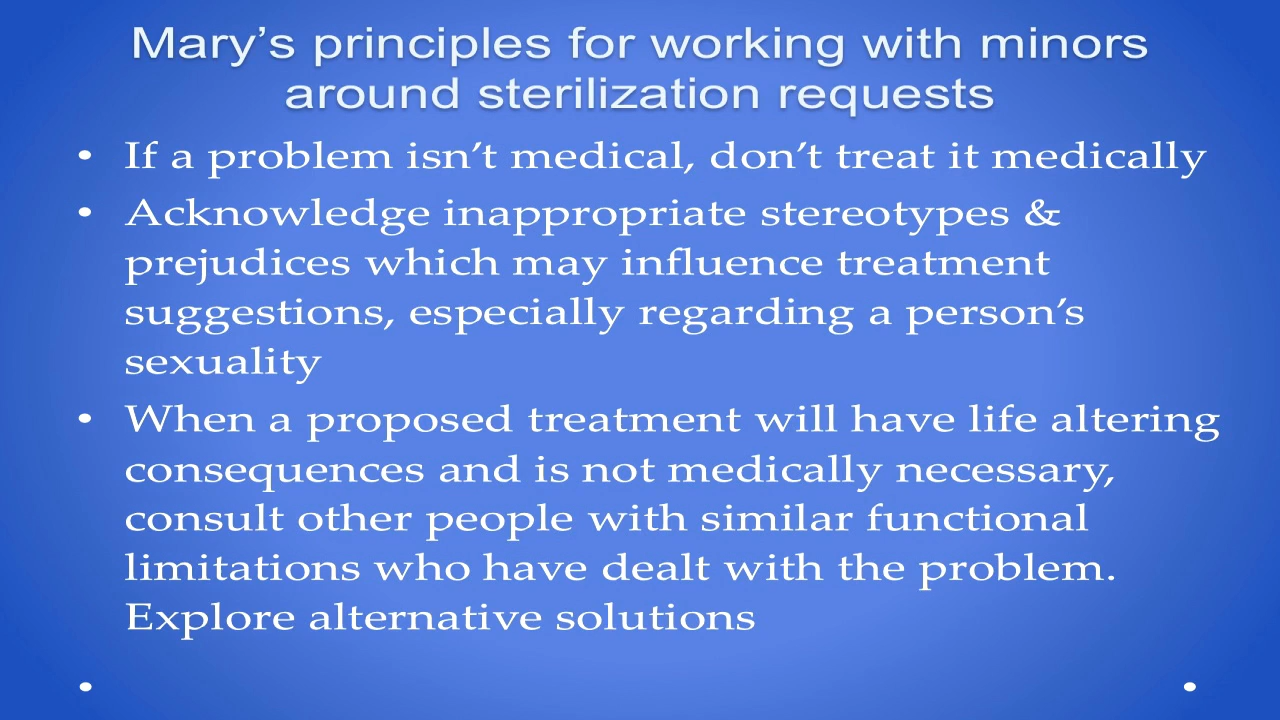 Mary’s principles for working with minors
around sterilization requests
• If a problem isn’t medical, don’t treat it medically
• Acknowledge inappropriate stereotypes &
prejudices which may influence treatment
suggestions, especially regarding a person’s
sexuality
• When a proposed treatment will have life altering
consequences and is not medically necessary,
consult other people with similar functional
limitations who have dealt with the problem.
Explore alternative solutions
• •